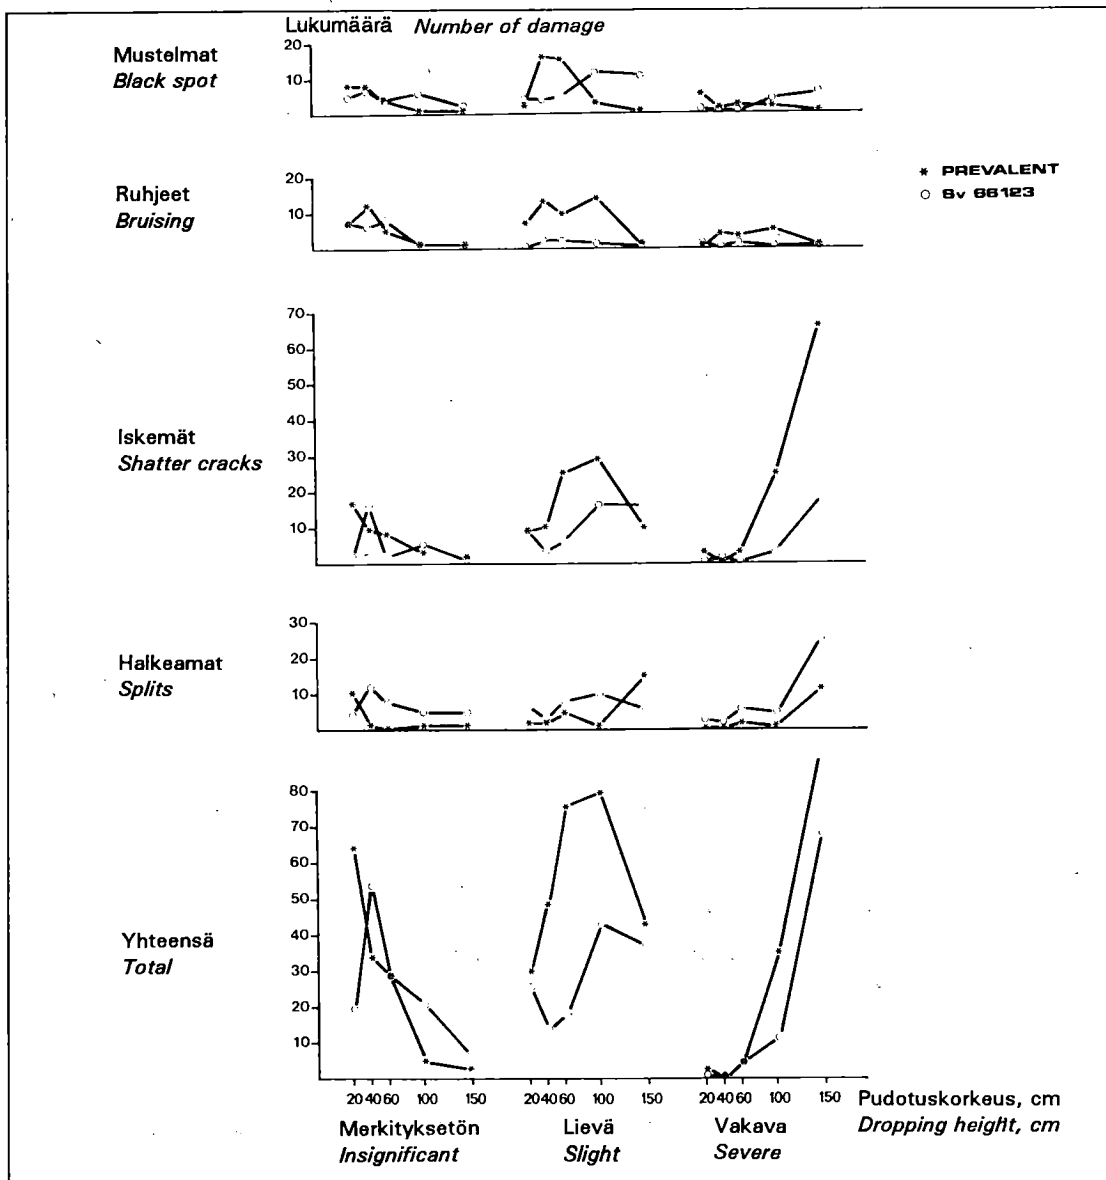 Lukumäärä Number of damage
Mustelmat
Black spot
20
10
* PREVALENT
○ Sv 66123
Ruhjeet
Bruising
20
10
Iskemät
Shatter cracks
70
60
50
40
30
20
10
Halkeamat
Splits
30
20
10
Yhteensä
Total
80
70
60
50
40
30
20
10
20 40 60 100 150 20 40 60 100 150 20 40 60 100 150 Pudotuskorkeus, cm
Dropping height, cm
Merkityksetön Lievä Vakava
Insignificant Slight Severe